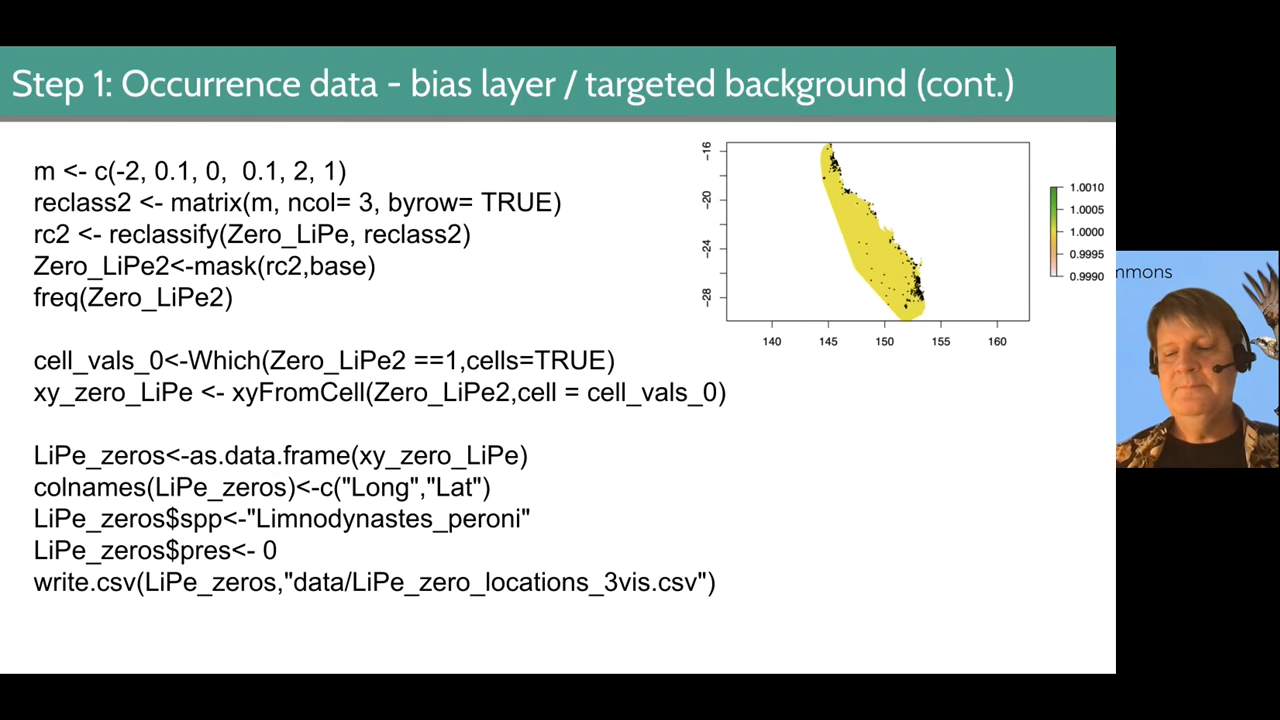 Step 1: Occurrence data - bias layer / targeted background (cont.)
m <- c(-2, 0.1, 0,  0.1, 2, 1)
reclass2 <- matrix(m, ncol= 3, byrow= TRUE)
rc2 <- reclassify(Zero_LiPe, reclass2)
Zero_LiPe2<-mask(rc2,base)
freq(Zero_LiPe2)
cell_vals_0<-Which(Zero_LiPe2 ==1,cells=TRUE)
xy_zero_LiPe <- xyFromCell(Zero_LiPe2,cell = cell_vals_0)
LiPe_zeros<-as.data.frame(xy_zero_LiPe)
colnames(LiPe_zeros)<-c("Long","Lat")
LiPe_zeros$spp<-"Limnodynastes_peroni"
LiPe_zeros$pres<- 0
write.csv(LiPe_zeros,"data/LiPe_zero_locations_3vis.csv")
-16
-20
-24
-28
140 145 150 155 160
1.0010
1.0005
1.0000
0.9995
0.9990
mmons